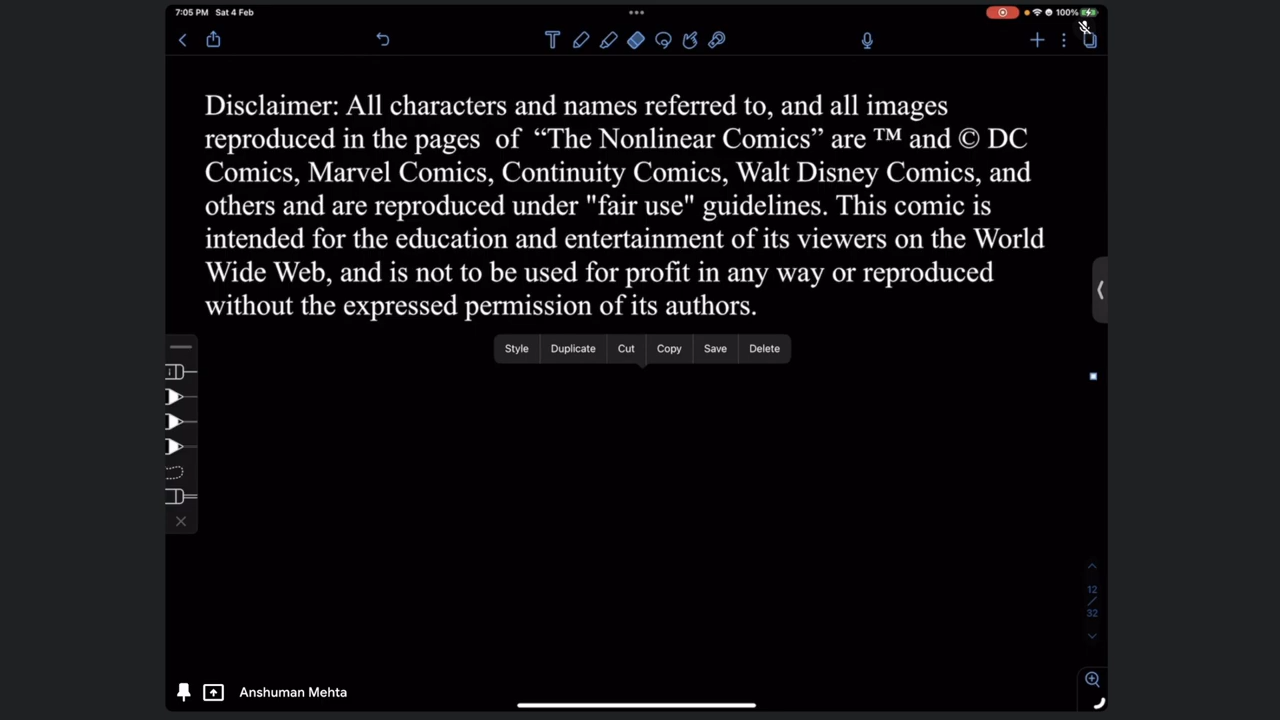 7:05 PM Sat 4 Feb
100%
Disclaimer: All characters and names referred to, and all images
reproduced in the pages of “The Nonlinear Comics” are ™ and © DC
Comics, Marvel Comics, Continuity Comics, Walt Disney Comics, and
others and are reproduced under "fair use" guidelines. This comic is
intended for the education and entertainment of its viewers on the World
Wide Web, and is not to be used for profit in any way or reproduced
without the expressed permission of its authors.
Style Duplicate Cut Copy Save Delete
12
/
32
Anshuman Mehta